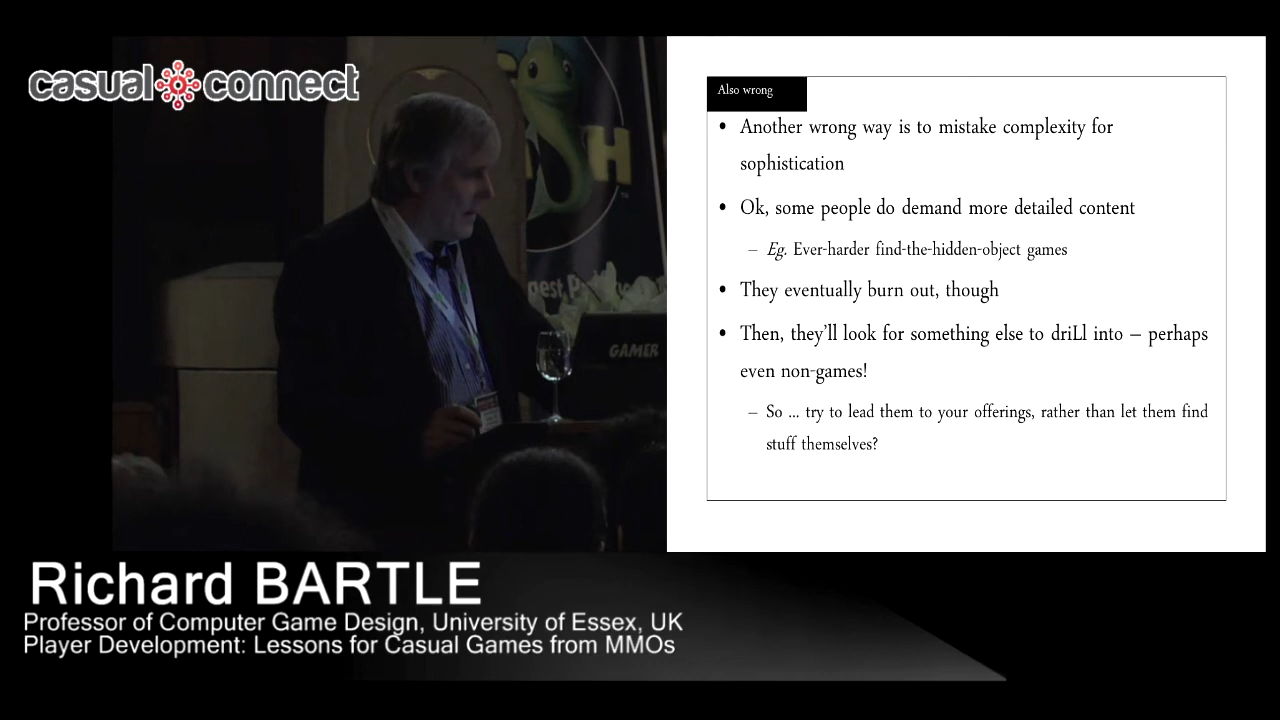 casual connect
H
GAMER
Also wrong
• Another wrong way is to mistake complexity for
sophistication
• Ok, some people do demand more detailed content
– Eg. Ever-harder find-the-hidden-object games
• They eventually burn out, though
• Then, they’ll look for something else to driLl into – perhaps
even non-games!
– So ... try to lead them to your offerings, rather than let them find
stuff themselves?
Richard BARTLE
Professor of Computer Game Design, University of Essex, UK
Player Development: Lessons for Casual Games from MMOs